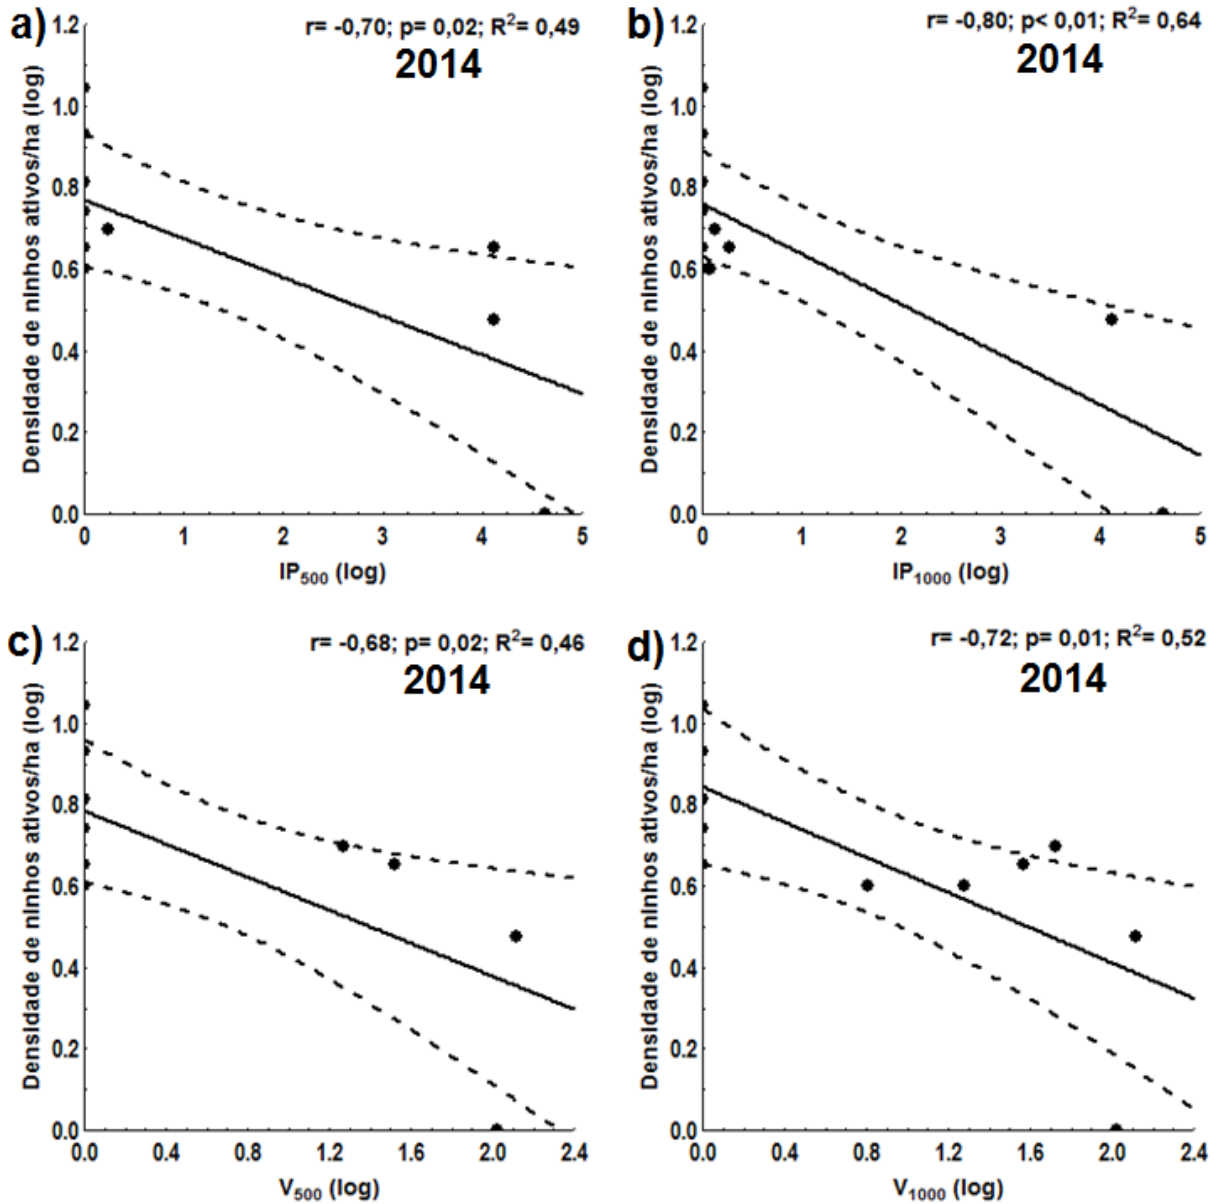 a)
r= -0,70; p= 0,02; R²= 0,49
2014
Densidade de ninhos ativos/ha (log)
1.2
1.0
0.8
0.6
0.4
0.2
0.0
0 1 2 3 4 5
IP500 (log)
b)
r= -0,80; p< 0,01; R²= 0,64
2014
Densidade de ninhos ativos/ha (log)
1.2
1.0
0.8
0.6
0.4
0.2
0.0
0 1 2 3 4 5
IP1000 (log)
c)
r= -0,68; p= 0,02; R²= 0,46
2014
Densidade de ninhos ativos/ha (log)
1.2
1.0
0.8
0.6
0.4
0.2
0.0
0.0 0.4 0.8 1.2 1.6 2.0 2.4
V500 (log)
d)
r= -0,72; p= 0,01; R²= 0,52
2014
Densidade de ninhos ativos/ha (log)
1.2
1.0
0.8
0.6
0.4
0.2
0.0
0.0 0.4 0.8 1.2 1.6 2.0 2.4
V1000 (log)